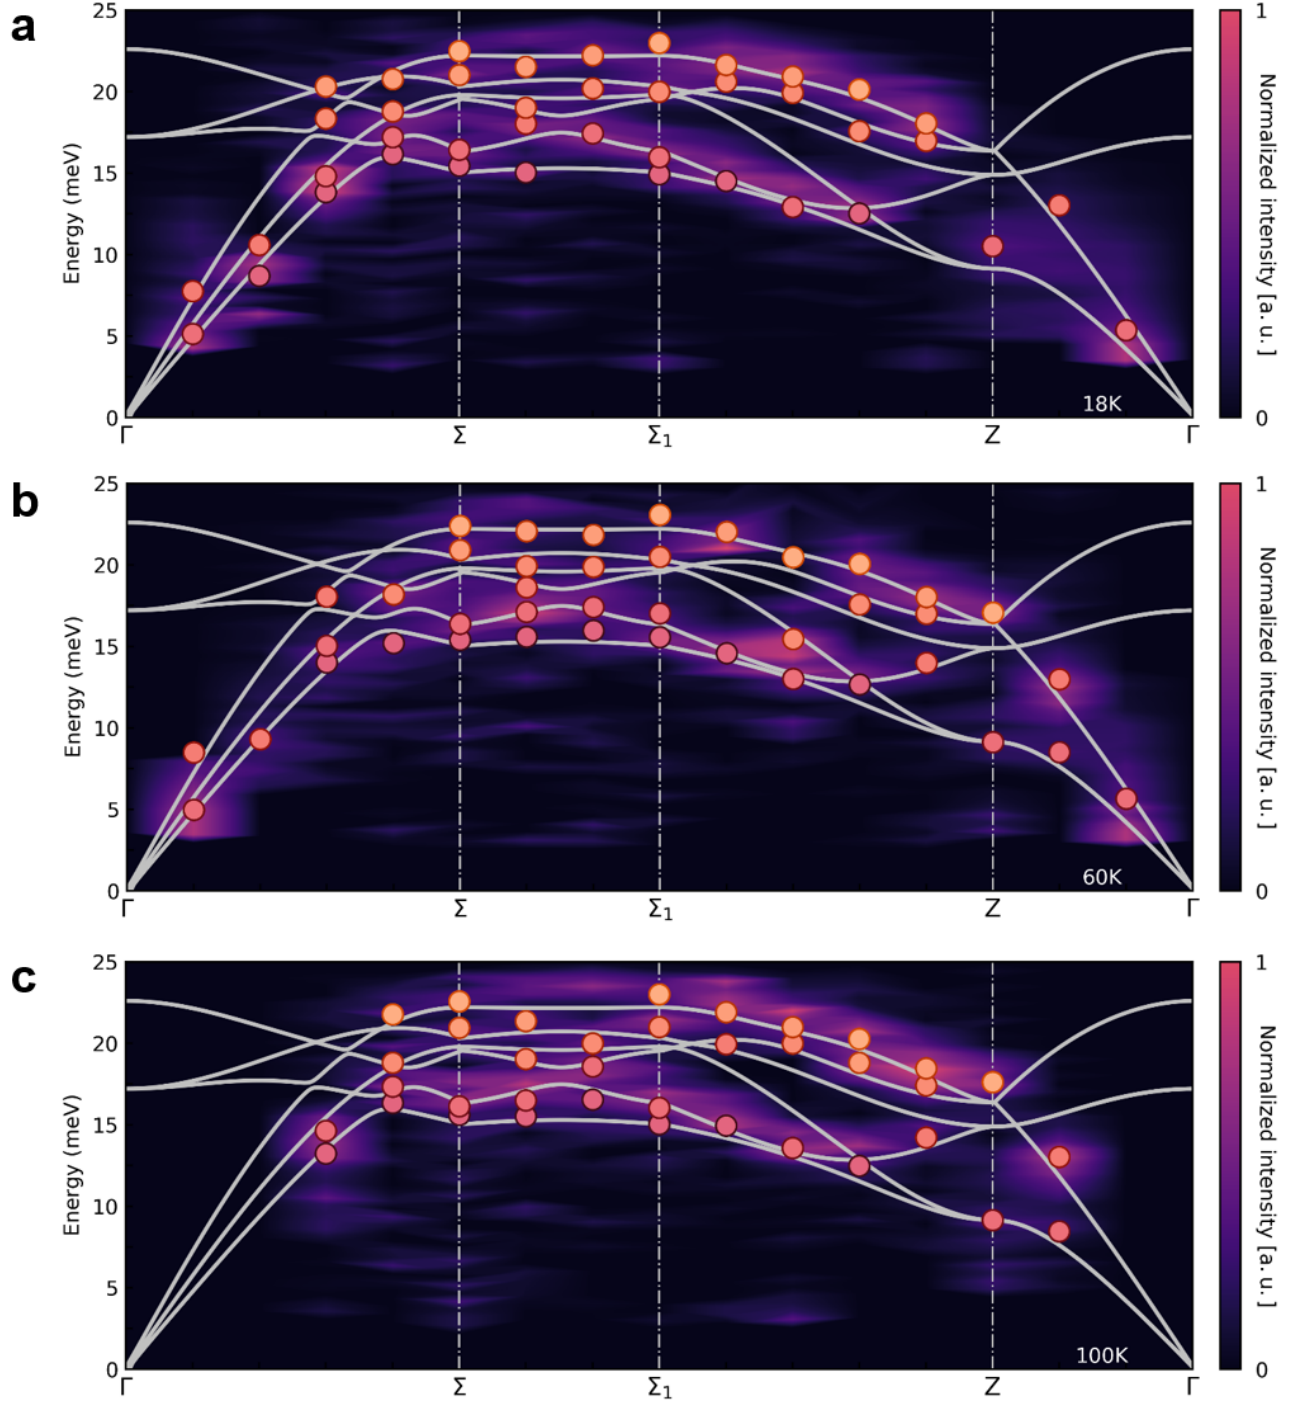 a
25
20
15
10
5
0
Energy (meV)
Γ Σ Σ₁ Z Γ
18K
1
0
Normalized intensity [a. u. ]
b
25
20
15
10
5
0
Energy (meV)
Γ Σ Σ₁ Z Γ
60K
1
0
Normalized intensity [a. u. ]
c
25
20
15
10
5
0
Energy (meV)
Γ Σ Σ₁ Z Γ
100K
1
0
Normalized intensity [a. u. ]